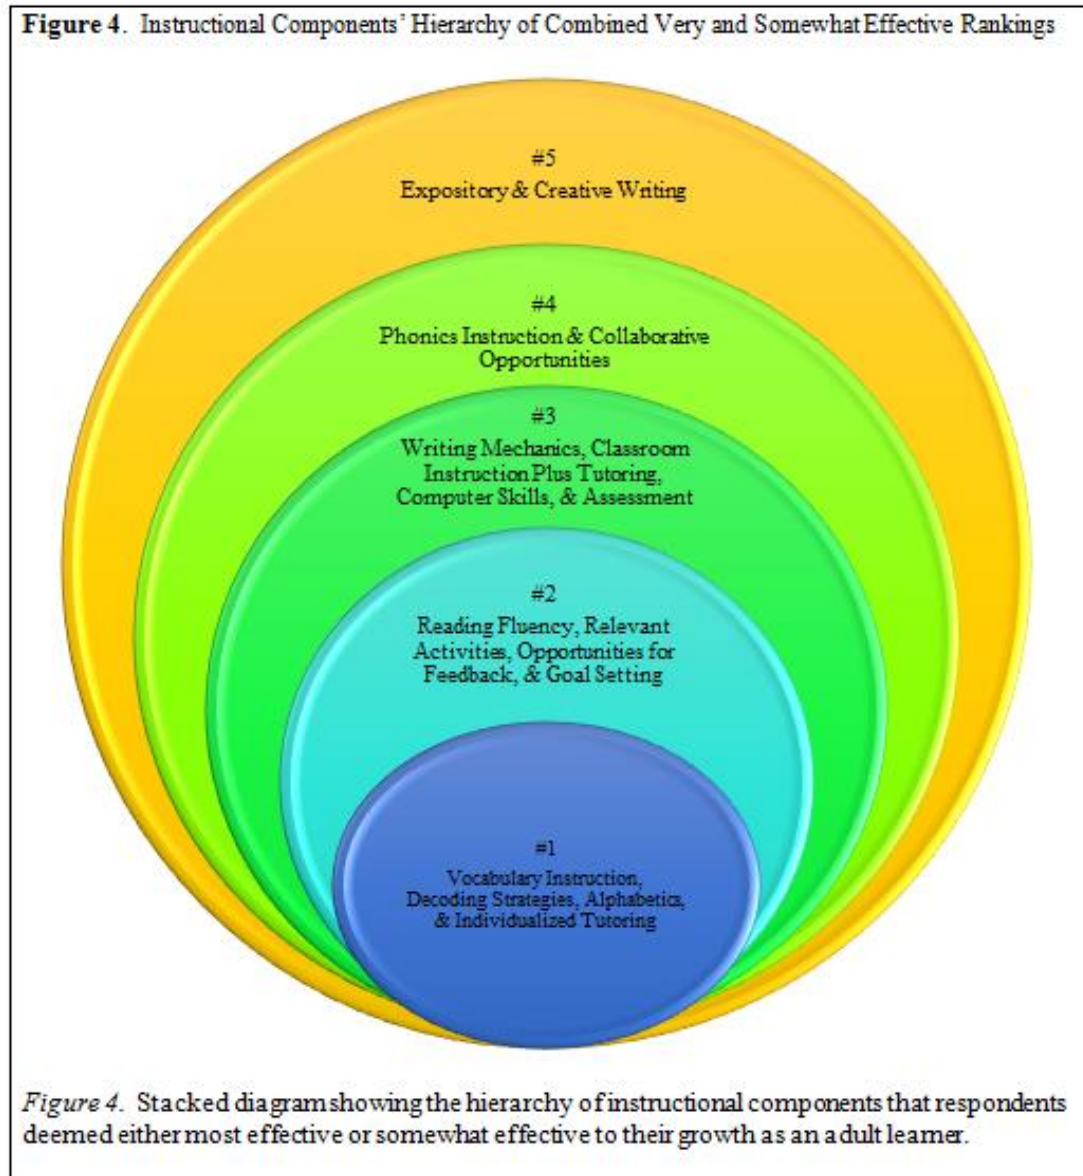 Figure 4. Instructional Components' Hierarchy of Combined Very and Somewhat Effective Rankings
#5
Expository & Creative Writing
#4
Phonics Instruction & Collaborative
Opportunities
#3
Writing Mechanics, Classroom
Instruction Plus Tutoring,
Computer Skills, & Assessment
#2
Reading Fluency, Relevant
Activities, Opportunities for
Feedback, & Goal Setting
#1
Vocabulary Instruction,
Decoding Strategies, Alphabetics,
& Individualized Tutoring
Figure 4. Stacked diagram showing the hierarchy of instructional components that respondents
deemed either most effective or somewhat effective to their growth as an adult learner.